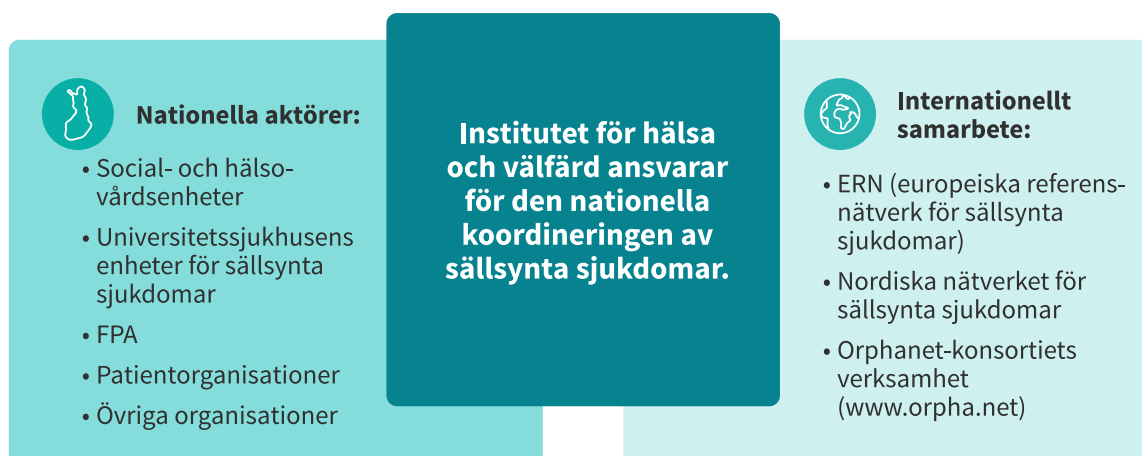 Nationella aktörer:
• Social- och hälso-
vårdsenheter
• Universitetssjukhusens
enheter för sällsynta
sjukdomar
• FPA
• Patientorganisationer
• Övriga organisationer
Institutet för hälsa
och välfärd ansvarar
för den nationella
koordineringen av
sällsynta sjukdomar.
Internationellt
samarbete:
• ERN (europeiska referens-
nätverk för sällsynta
sjukdomar)
• Nordiska nätverket för
sällsynta sjukdomar
• Orphanet-konsortiets
verksamhet
(www.orpha.net)